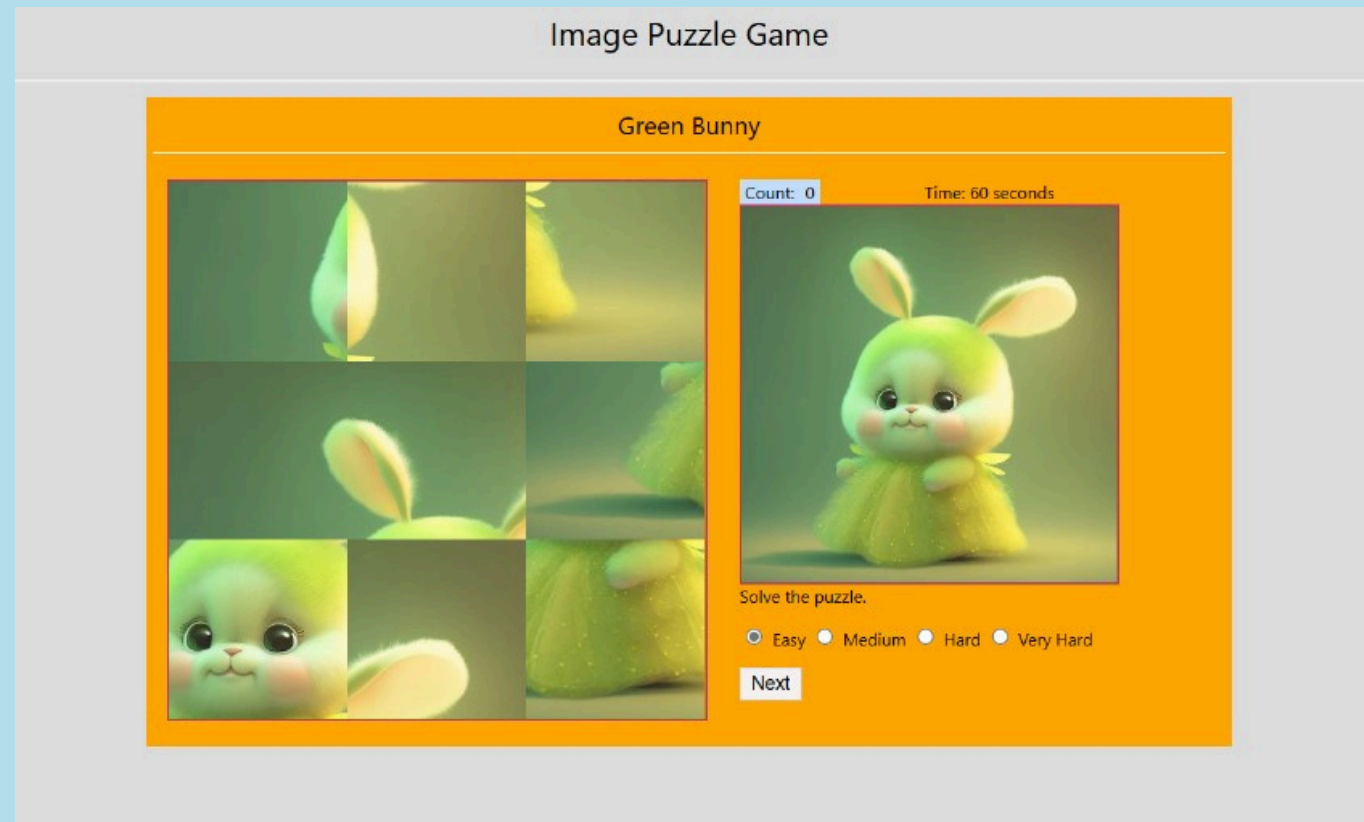 Image Puzzle Game
Green Bunny
Count: 0 Time: 60 seconds
Solve the puzzle.
Easy Medium Hard Very Hard
Next